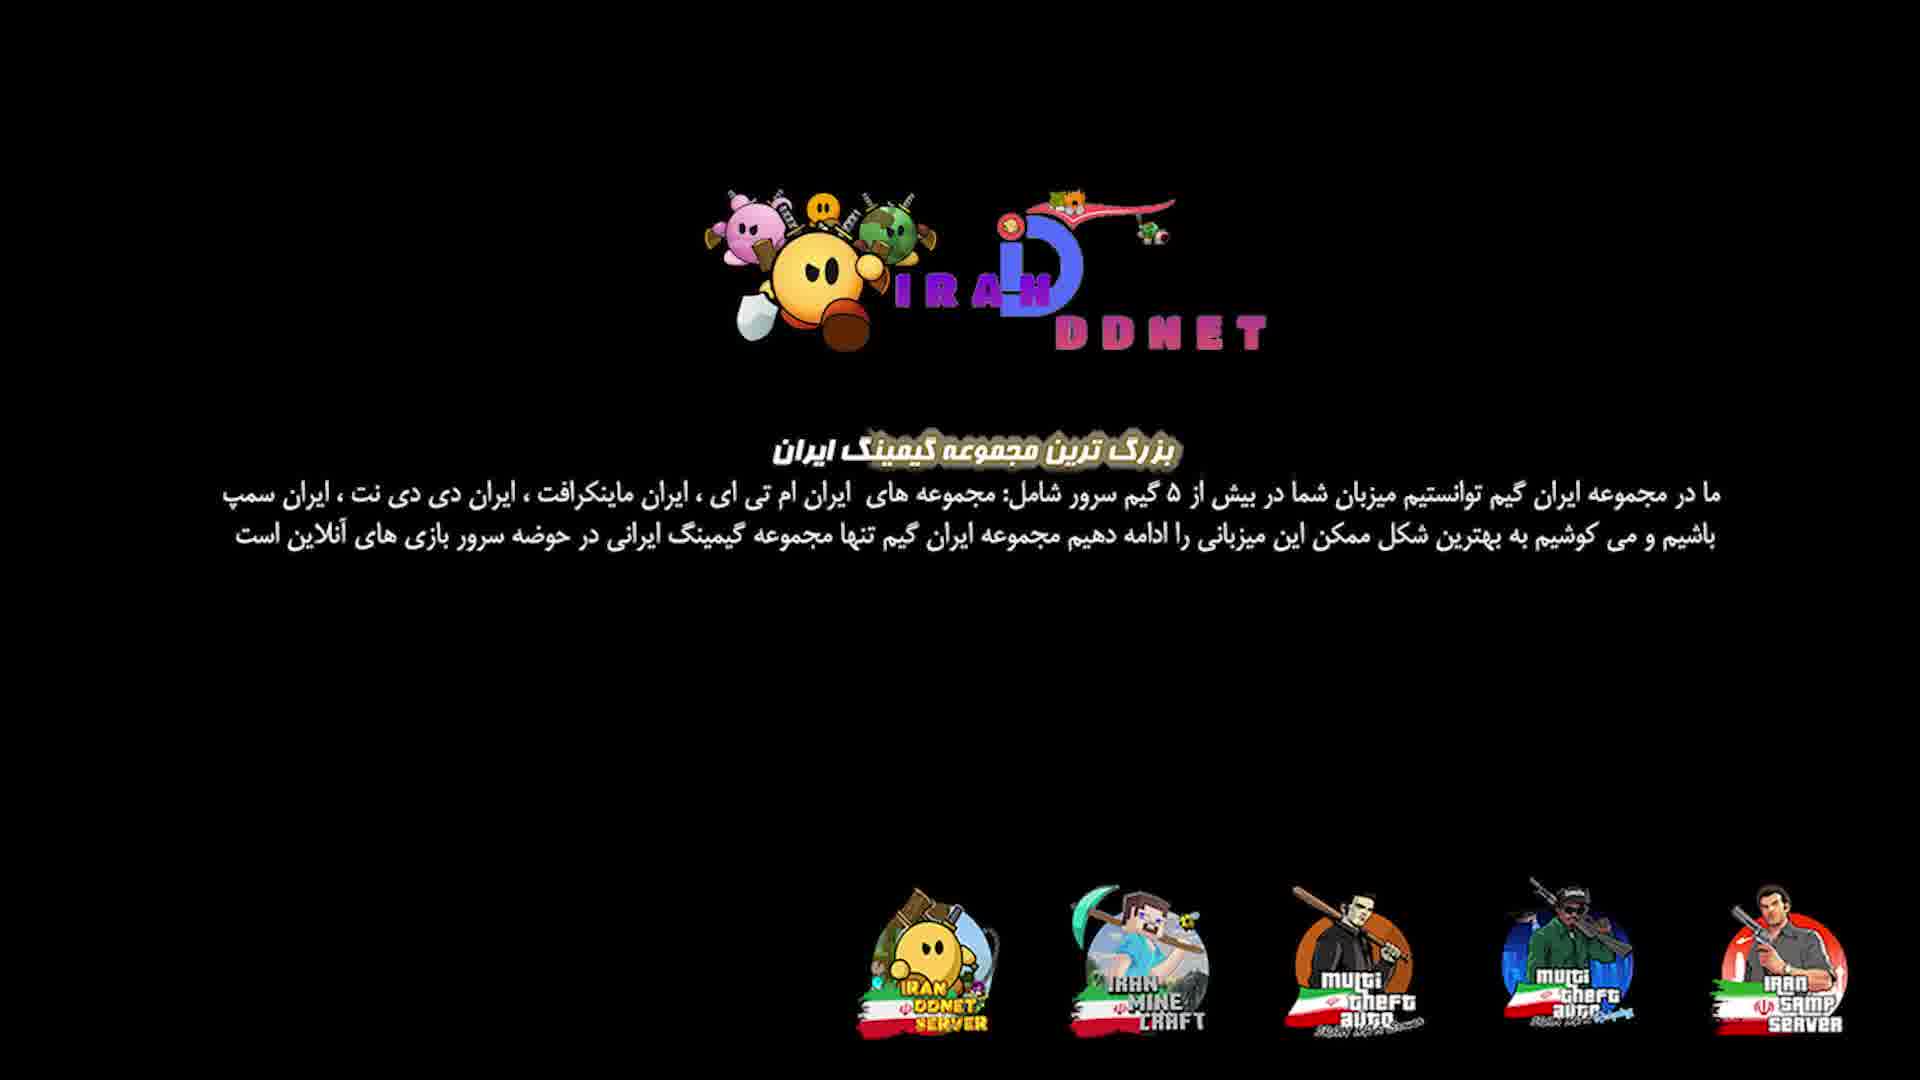 IRAN
DDNET
بزرگ ترین مجموعه گیمینگ ایران
ما در مجموعه ایران گیم توانستیم میزبان شما در بیش از ۵ گیم سرور شامل: مجموعه های ایران ام تی ای ، ایران ماینکرافت ، ایران دی دی نت ، ایران سمپ
باشیم و می کوشیم به بهترین شکل ممکن این میزبانی را ادامه دهیم مجموعه ایران گیم تنها مجموعه گیمینگ ایرانی در حوضه سرور بازی های آنلاین است
IRAN
DDNET
SERVER
IRAN
MINE
CRAFT
multi
theft
auto
multi
theft
auto
IRAN
SAMP
SERVER